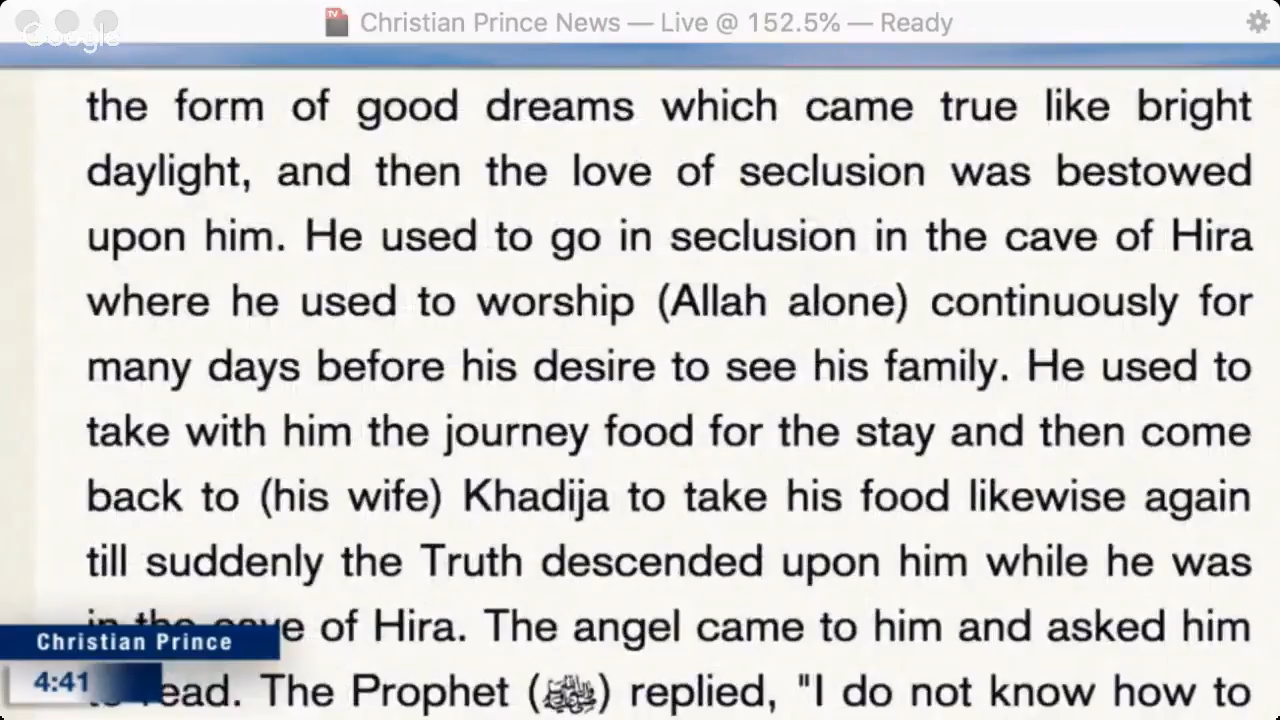 Christian Prince News — Live @ 152.5% — Ready
Google
the form of good dreams which came true like bright
daylight, and then the love of seclusion was bestowed
upon him. He used to go in seclusion in the cave of Hira
where he used to worship (Allah alone) continuously for
many days before his desire to see his family. He used to
take with him the journey food for the stay and then come
back to (his wife) Khadija to take his food likewise again
till suddenly the Truth descended upon him while he was
in the cave of Hira. The angel came to him and asked him
to read. The Prophet (ﷺ) replied, "I do not know how to
Christian Prince
4:41